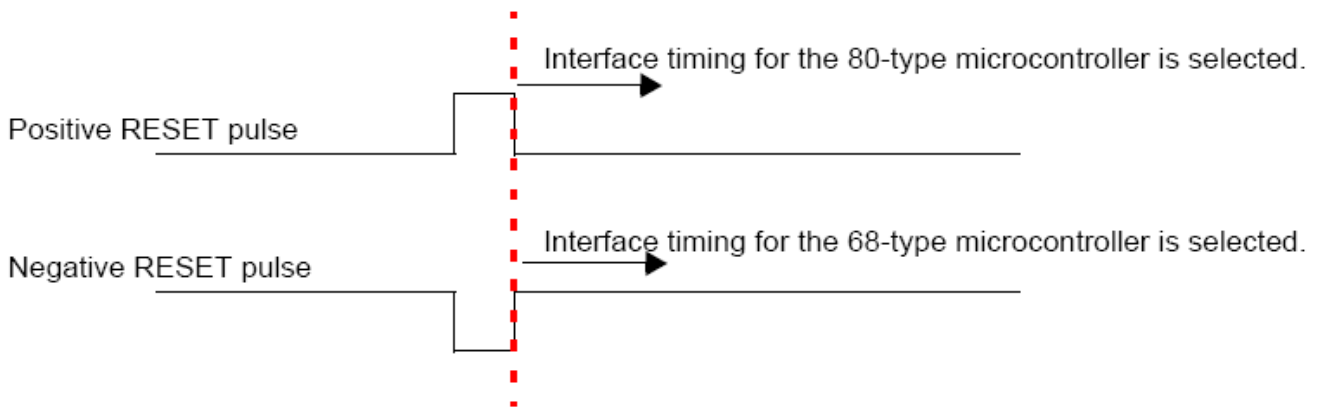 Interface timing for the 80-type microcontroller is selected.
Positive RESET pulse
Interface timing for the 68-type microcontroller is selected.
Negative RESET pulse